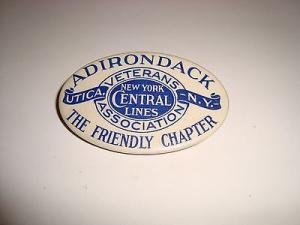 ADIRONDACK
VETERANS
UTICA, NEW YORK N.Y.
CENTRAL
LINES
ASSOCIATION
THE FRIENDLY CHAPTER